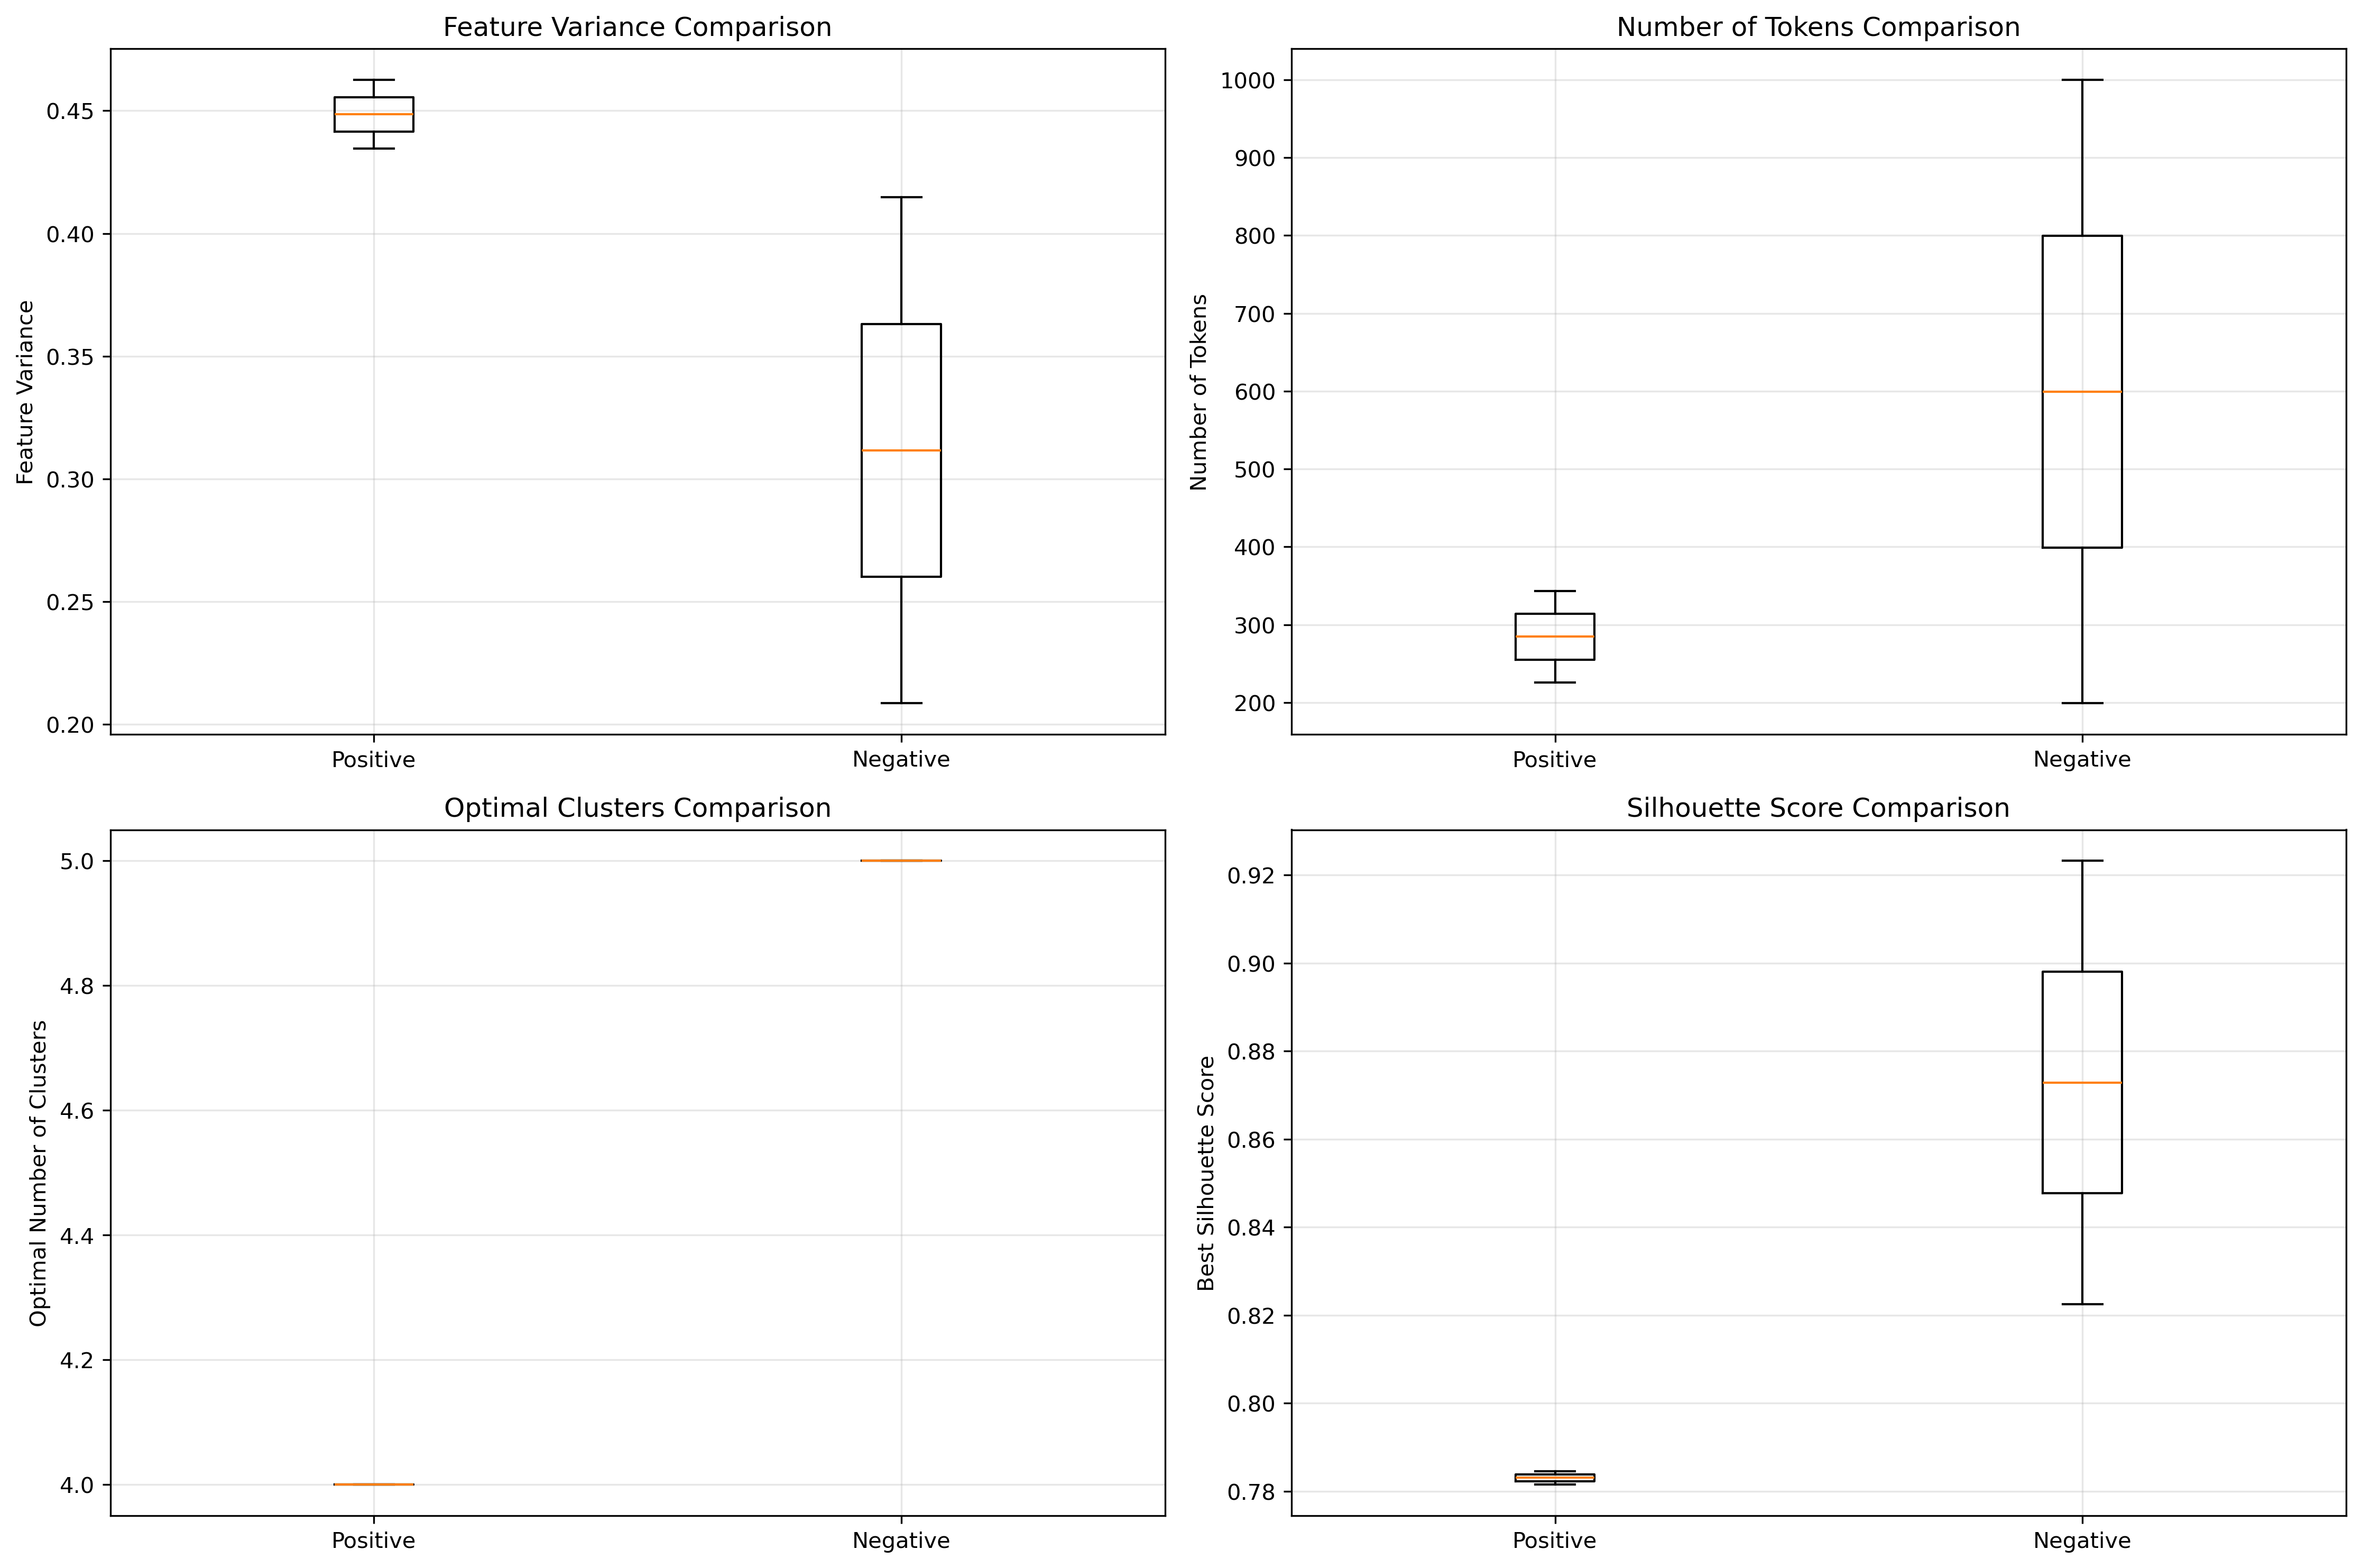 Feature Variance Comparison
Feature Variance
0.45
0.40
0.35
0.30
0.25
0.20
Positive
Negative
Number of Tokens Comparison
Number of Tokens
1000
900
800
700
600
500
400
300
200
Positive
Negative
Optimal Clusters Comparison
Optimal Number of Clusters
5.0
4.8
4.6
4.4
4.2
4.0
Positive
Negative
Silhouette Score Comparison
Best Silhouette Score
0.92
0.90
0.88
0.86
0.84
0.82
0.80
0.78
Positive
Negative